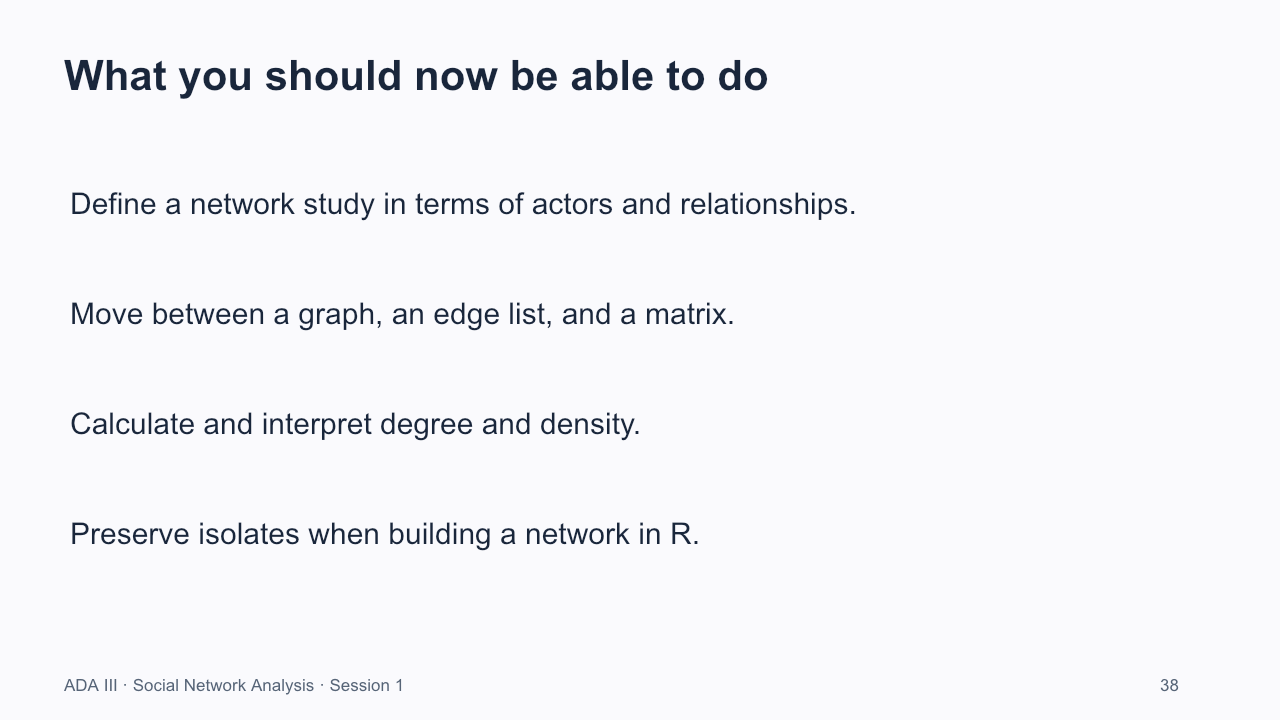 What you should now be able to do
Define a network study in terms of actors and relationships.
Move between a graph, an edge list, and a matrix.
Calculate and interpret degree and density.
Preserve isolates when building a network in R.
ADA III · Social Network Analysis · Session 1
38